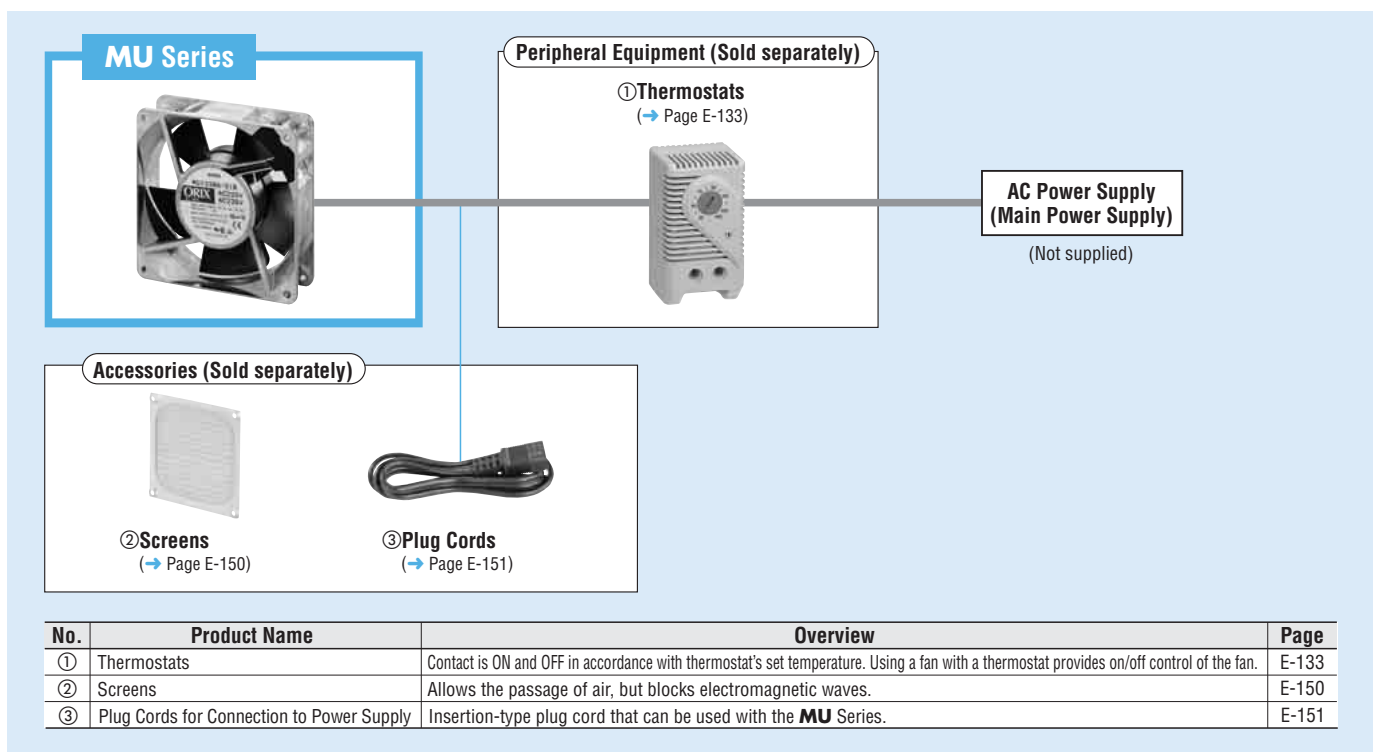 MU Series
ORIX
Peripheral Equipment (Sold separately)
①Thermostats
(➜ Page E-133)
AC Power Supply
(Main Power Supply)
(Not supplied)
Accessories (Sold separately)
②Screens
(➜ Page E-150)
③Plug Cords
(➜ Page E-151)
No. Product Name Overview Page
① Thermostats Contact is ON and OFF in accordance with thermostat's set temperature. Using a fan with a thermostat provides on/off control of the fan. E-133
② Screens Allows the passage of air, but blocks electromagnetic waves. E-150
③ Plug Cords for Connection to Power Supply Insertion-type plug cord that can be used with the MU Series. E-151